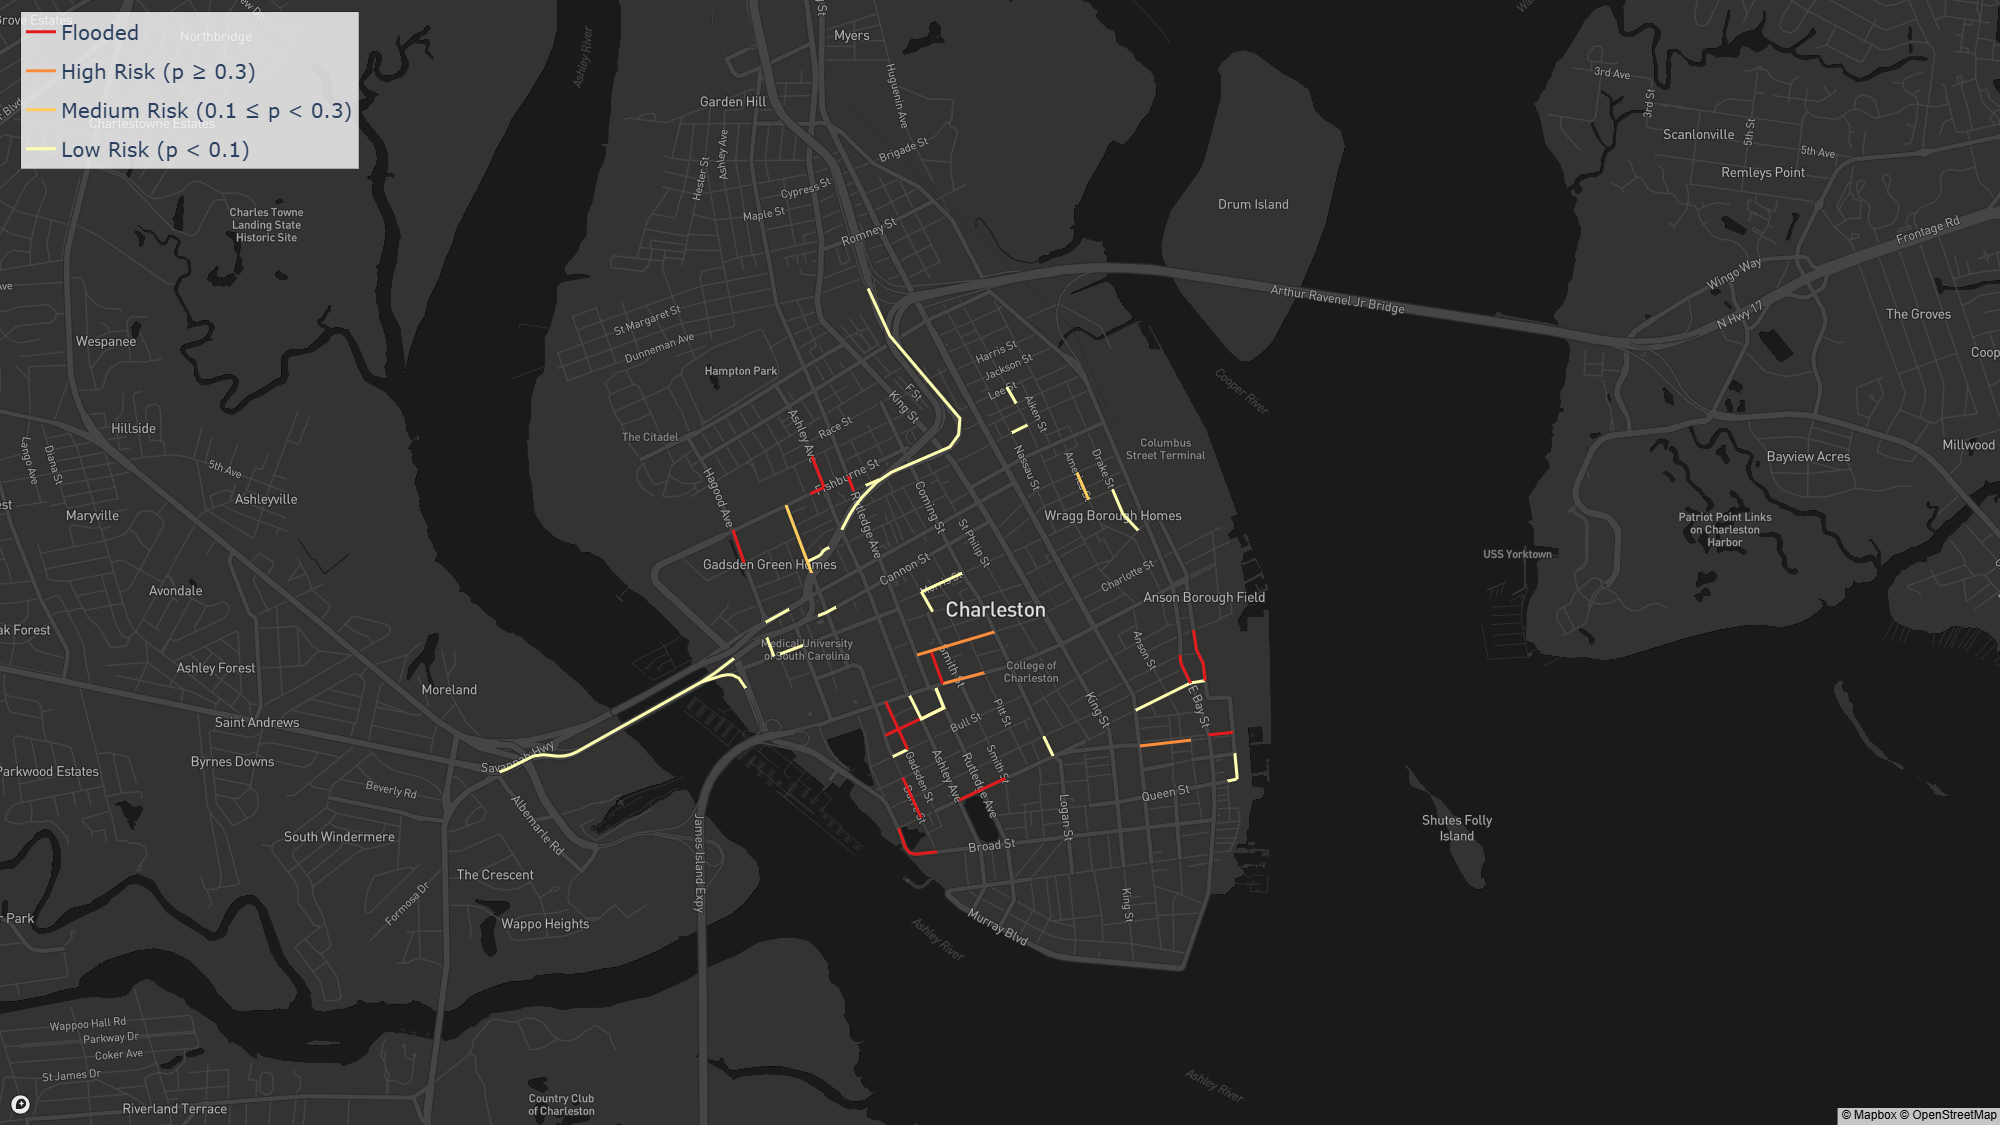 Flooded
High Risk (p ≥ 0.3)
Medium Risk (0.1 ≤ p < 0.3)
Low Risk (p < 0.1)
Northbridge
Charlestowne Estates
Charles Towne
Landing State
Historic Site
Wespanee
Hillside
5th Ave
Lango Ave
Diana St
Ashleyville
Maryville
Avondale
ak Forest
Ashley Forest
Moreland
Saint Andrews
Byrnes Downs
Parkwood Estates
Savannah Hwy
Beverly Rd
Albemarle Rd
South Windermere
The Crescent
Formosa Dr
Wappo Heights
r Park
Wappoo Hall Rd
Parkway Dr
Coker Ave
St James Dr
Riverland Terrace
Country Club
of Charleston
James Island Expy
Ashley River
Myers
Garden Hill
Huguenin Ave
Brigade St
Ashley Ave
Hester St
Cypress St
Maple St
Romney St
St Margaret St
Dunneman Ave
Hampton Park
The Citadel
F St
King St
Race St
Ashley Ave
Fishburne St
Hagood Ave
Rutledge Ave
Coming St
St Philip St
Gadsden Green Homes
Cannon St
Morris St
Charleston
Medical University
of South Carolina
Smith St
College of
Charleston
Bull St
Pitt St
King St
Anson St
E Bay St
Gadsden St
Ashley Ave
Rutledge Ave
Smith St
Barre St
Logan St
Queen St
Broad St
King St
Murray Blvd
Ashley River
Ashley River
Harris St
Jackson St
Lee St
Aiken St
Nassau St
America St
Drake St
Columbus
Street Terminal
Wragg Borough Homes
Charlotte St
Anson Borough Field
Drum Island
Arthur Ravenel Jr Bridge
Cooper River
Shutes Folly
Island
USS Yorktown
Patriot Point Links
on Charleston
Harbor
Bayview Acres
Millwood
The Groves
Coop
N Hwy 17
Wingo Way
Frontage Rd
3rd Ave
3rd St
Scanlonville
5th St
5th Ave
Remleys Point
© Mapbox © OpenStreetMap